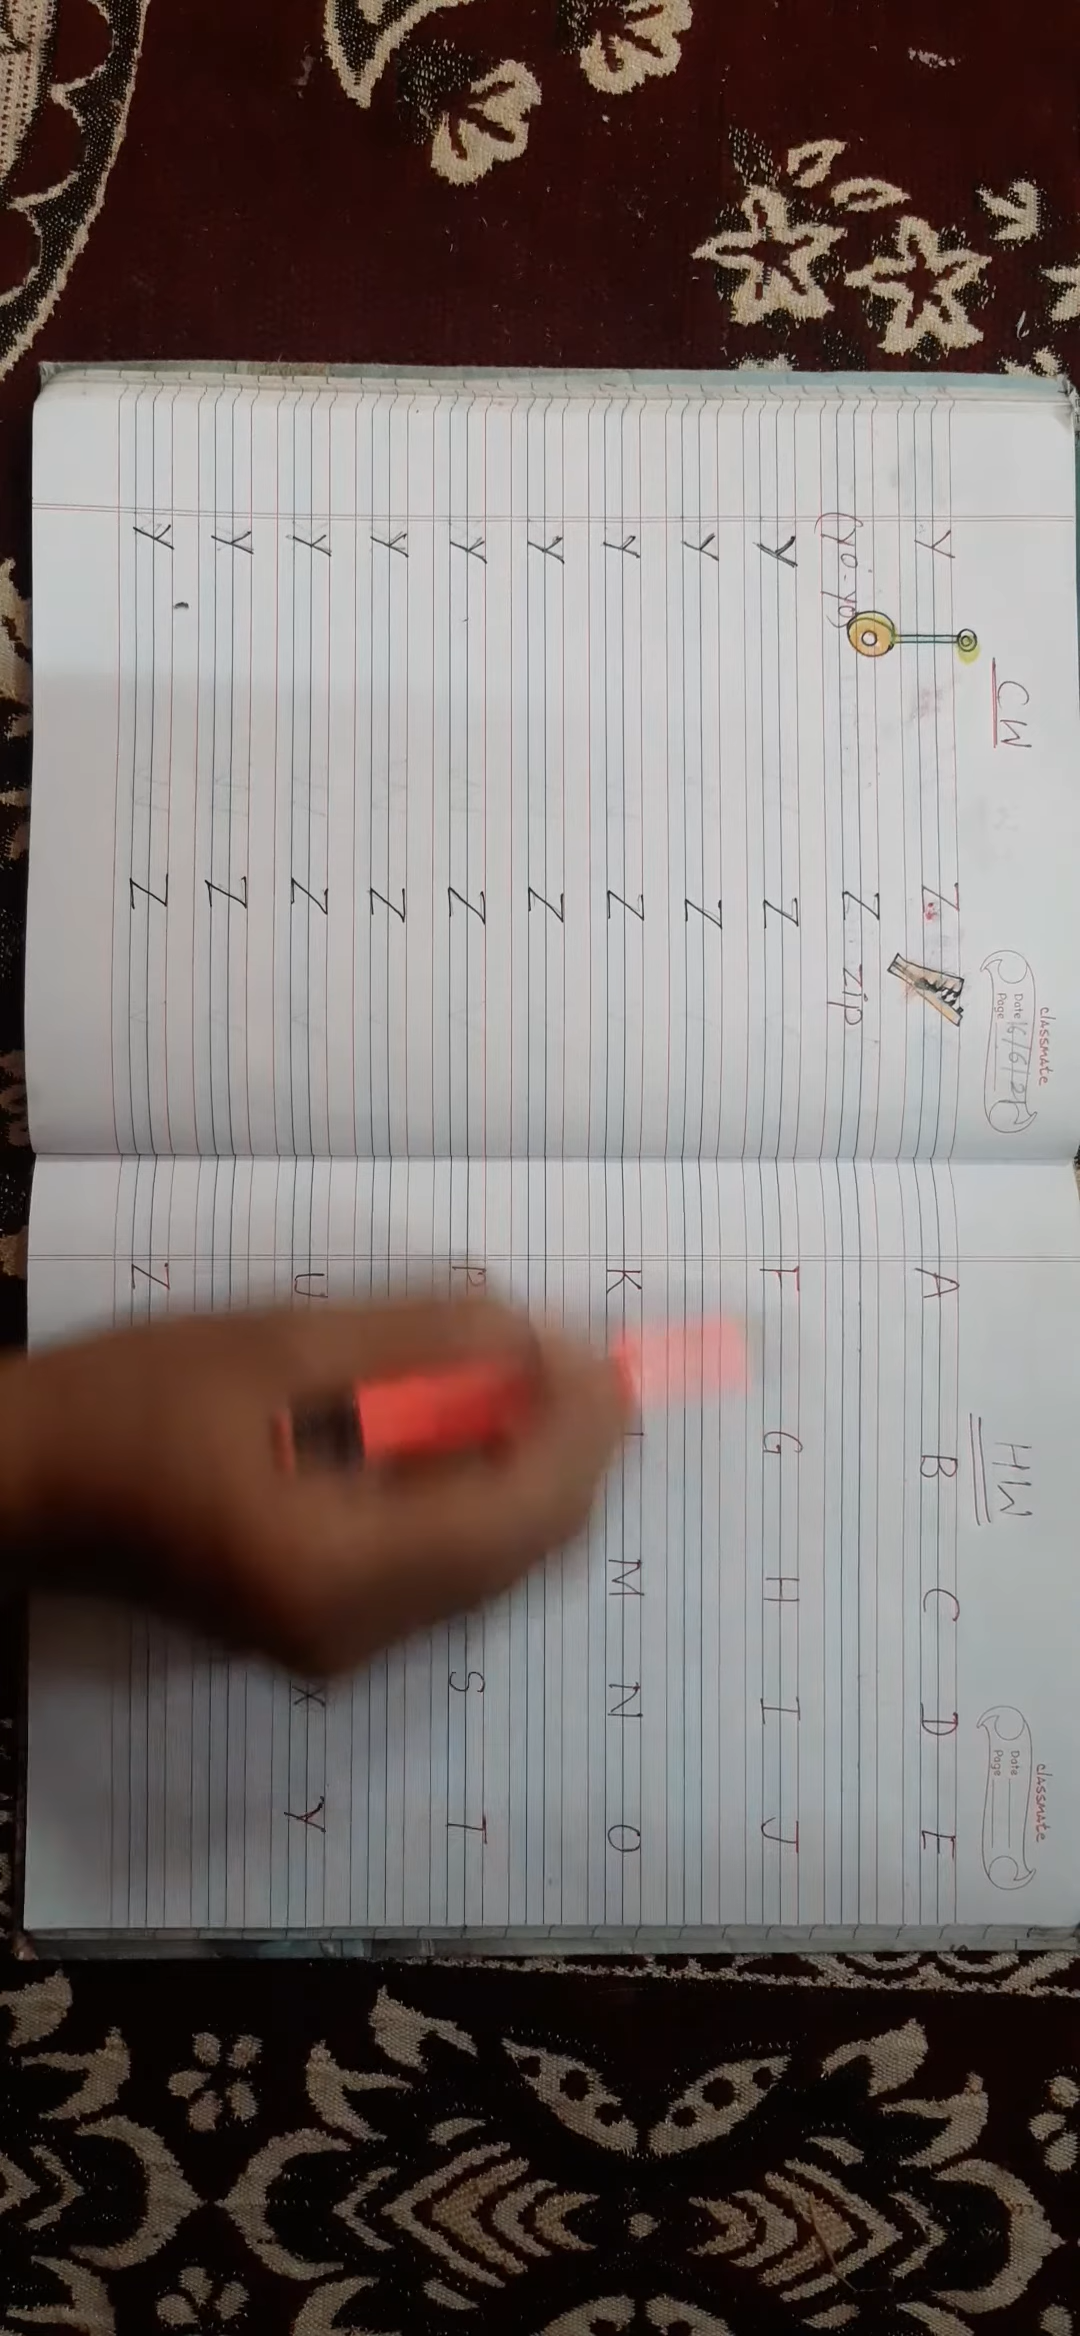 CW
classmate
Date 16/6/21
Page
Y Z
(yo-yo) Z zip
Y Z
Y Z
Y Z
Y Z
Y Z
Y Z
Y Z
Y Z
Y Z
HW
classmate
Date
Page
A B C D E
F G H I J
K M N O
P S T
U X Y
Z